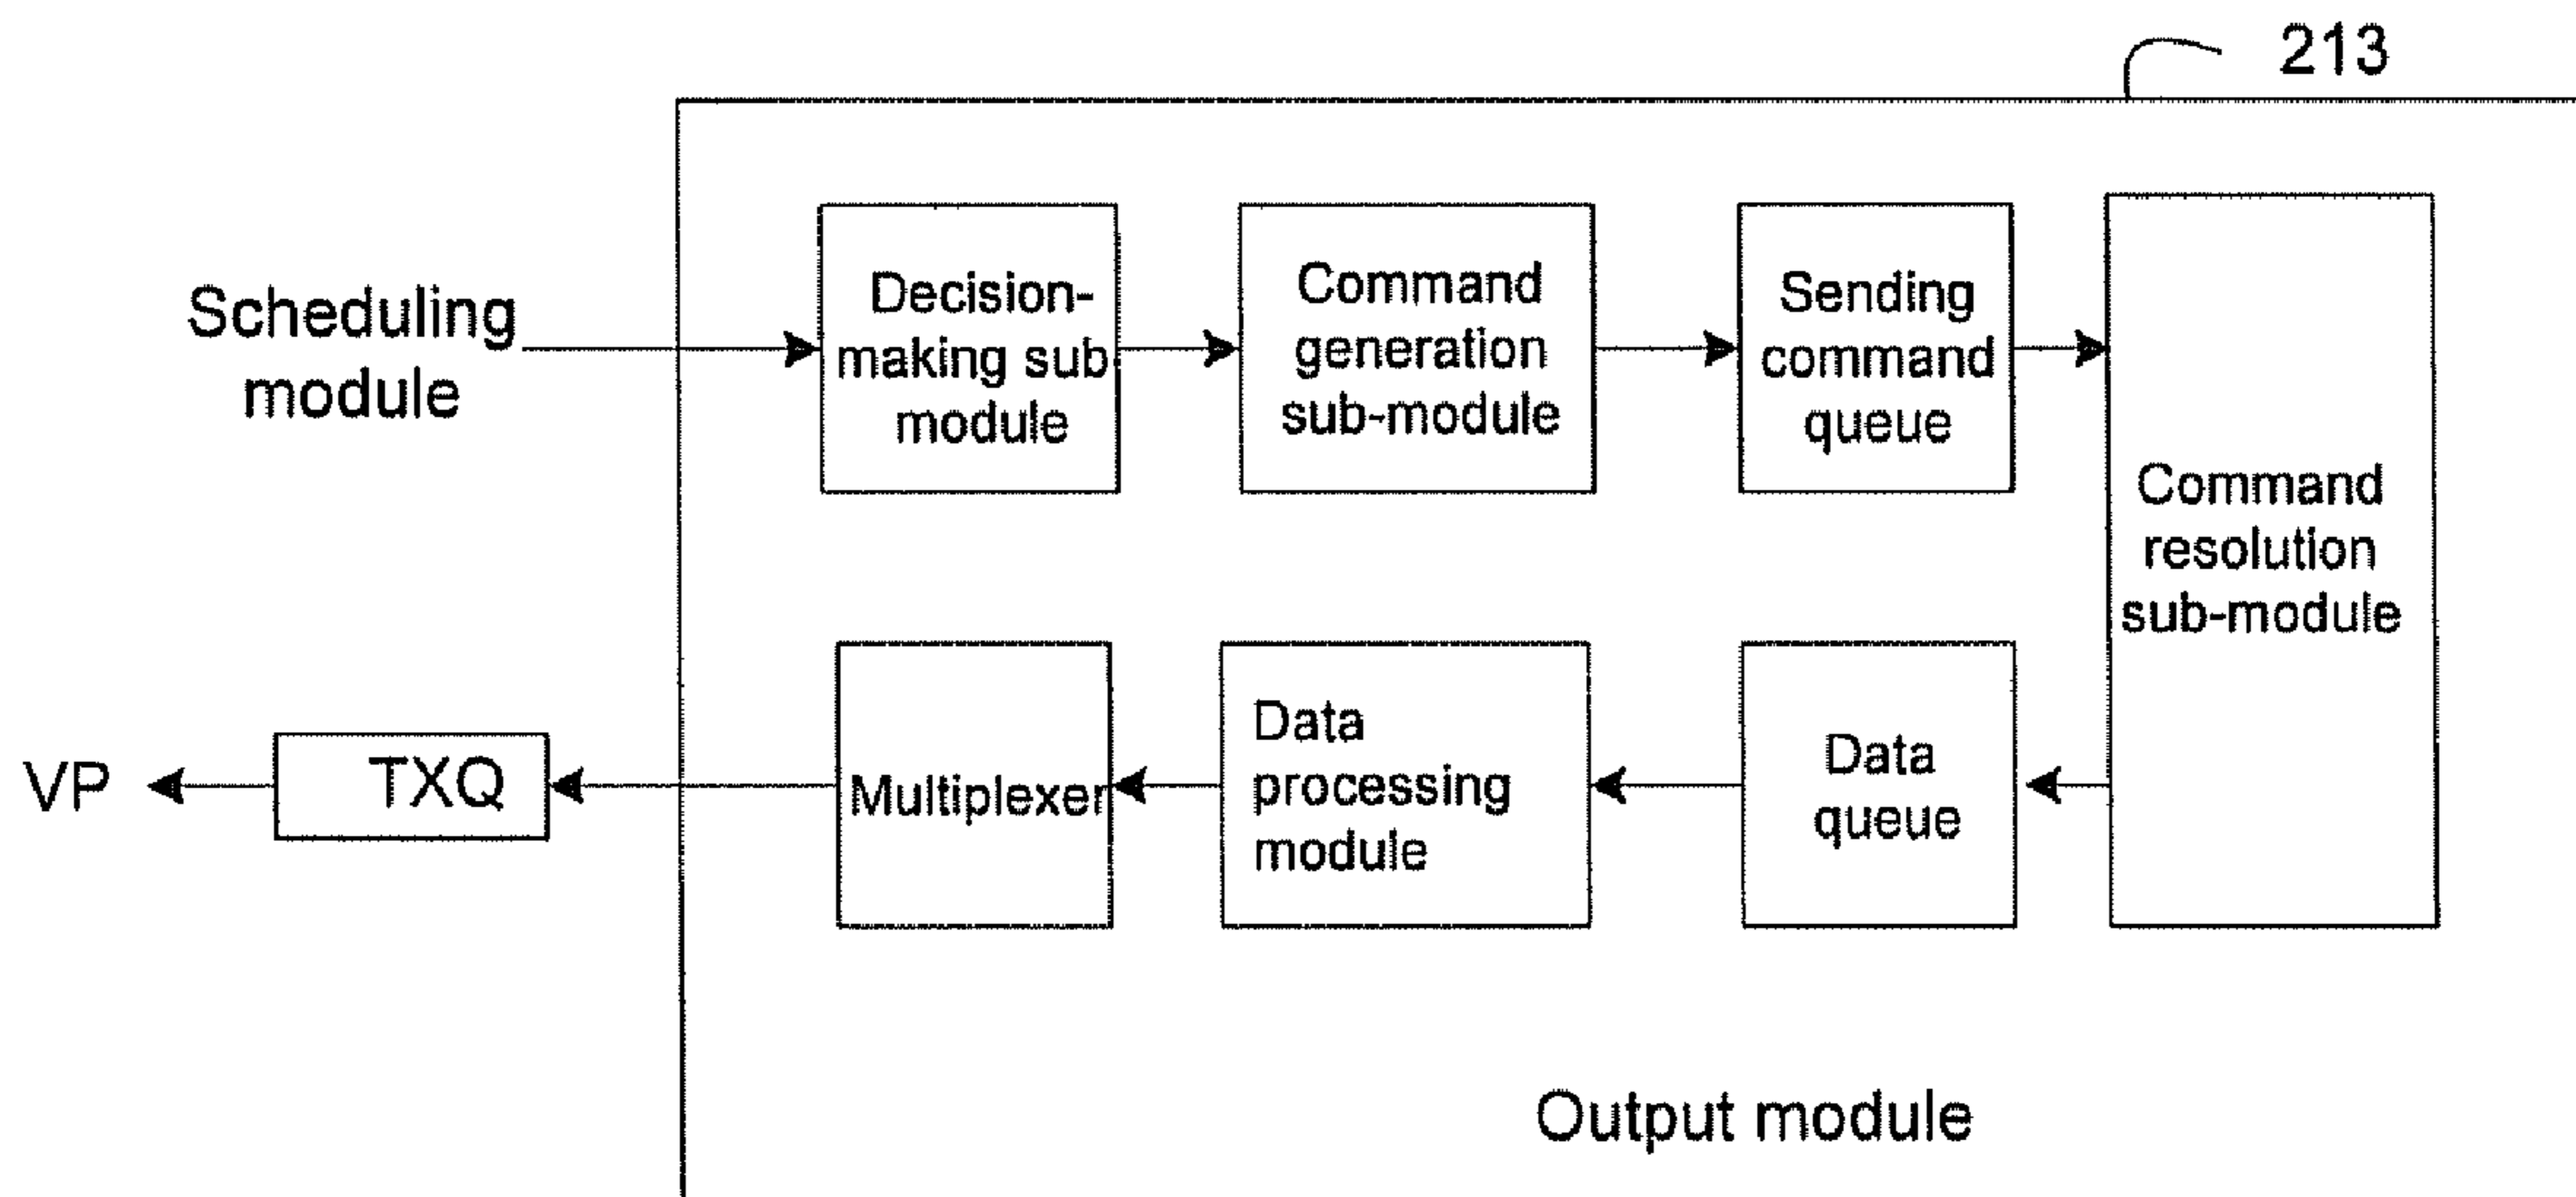 213
Scheduling
module
Decision-
making sub
module
Command
generation
sub-module
Sending
command
queue
Command
resolution
sub-module
VP
TXQ
Multiplexer
Data
processing
module
Data
queue
Output module